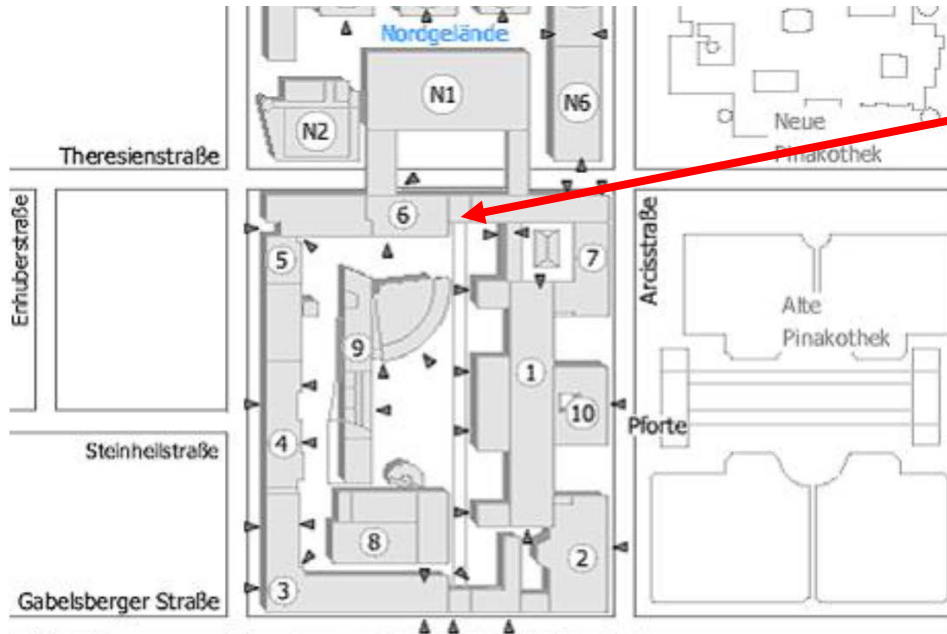 Nordgelände
N1
N6
N2
Neue
Pinakothek
Theresienstraße
6
Enhuberstraße
5
7
Arcisstraße
Alte
Pinakothek
9
1
10
Pforte
Steinheilstraße
4
8
2
3
Gabelsberger Straße